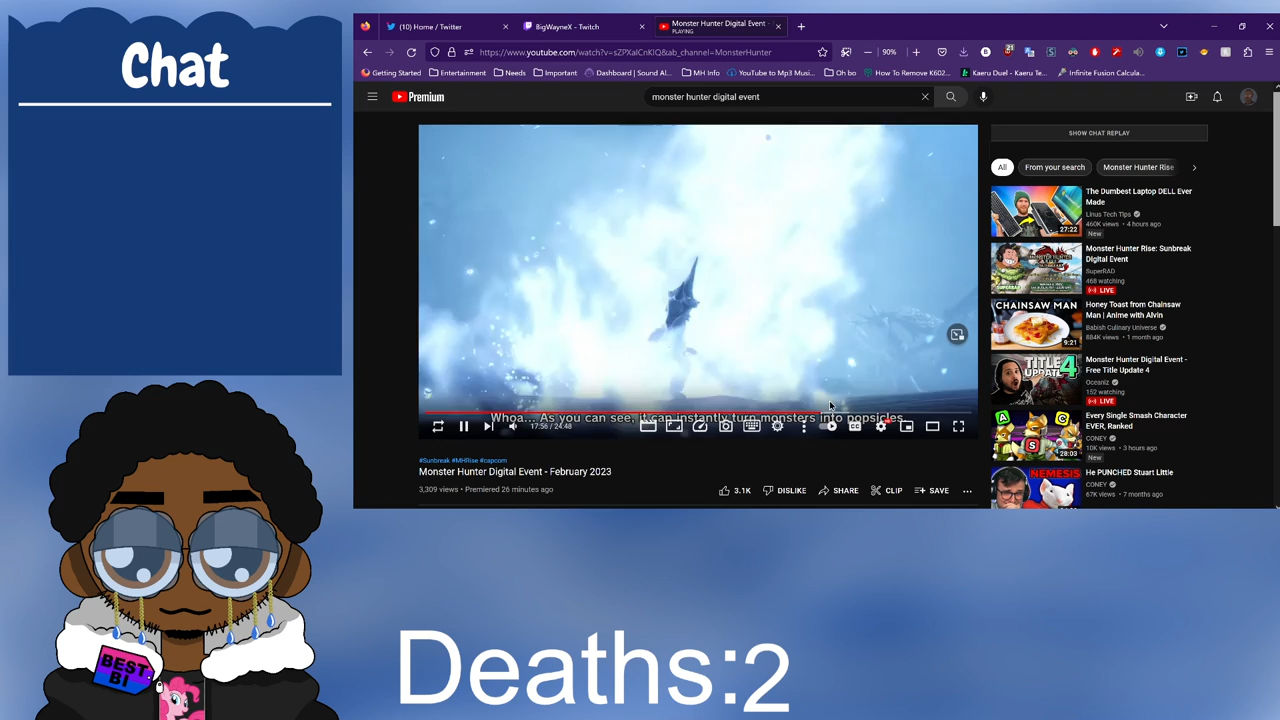 Chat
(10) Home / Twitter
BigWayneX - Twitch
Monster Hunter Digital Event -
PLAYING
https://www.youtube.com/watch?v=sZPXaICnKIQ&ab_channel=MonsterHunter
90%
21
Getting Started
Entertainment
Needs
Important
Dashboard | Sound Al...
MH Info
YouTube to Mp3 Musi...
Oh bo
How To Remove K602...
Kaeru Duel - Kaeru Te...
Infinite Fusion Calcula...
Premium
monster hunter digital event
SHOW CHAT REPLAY
All
From your search
Monster Hunter Rise
The Dumbest Laptop DELL Ever
Made
Linus Tech Tips
460K views • 4 hours ago
New
27:22
Monster Hunter Rise: Sunbreak
Digital Event
SuperRAD
468 watching
LIVE
CHAINSAW MAN
9:21
Honey Toast from Chainsaw
Man | Anime with Alvin
Babish Culinary Universe
884K views • 1 month ago
TITLE
UPDATE
4
Monster Hunter Digital Event -
Free Title Update 4
Oceaniz
152 watching
LIVE
A
C
S
28:03
Every Single Smash Character
EVER, Ranked
CONEY
10K views • 3 hours ago
New
NEMESIS
He PUNCHED Stuart Little
CONEY
67K views • 7 months ago
Whoa... As you can see, it can instantly turn monsters into popsicles.
17:56 / 24:48
#Sunbreak #MHRise #capcom
Monster Hunter Digital Event - February 2023
3,309 views • Premiered 26 minutes ago
3.1K
DISLIKE
SHARE
CLIP
SAVE
BEST
BI
Deaths:2